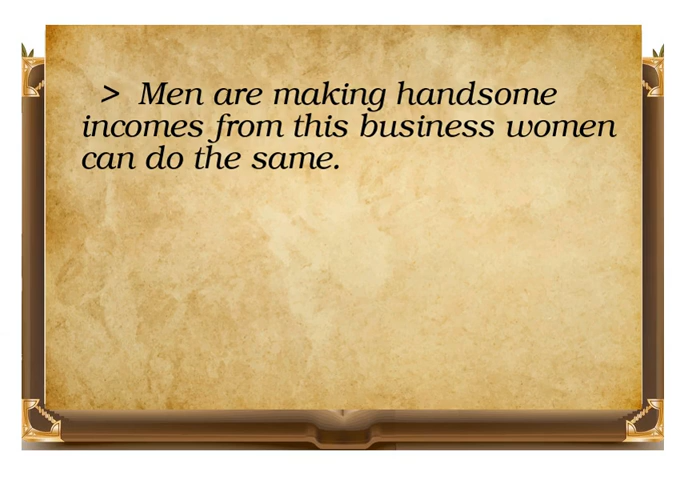 > Men are making handsome
incomes from this business women
can do the same.